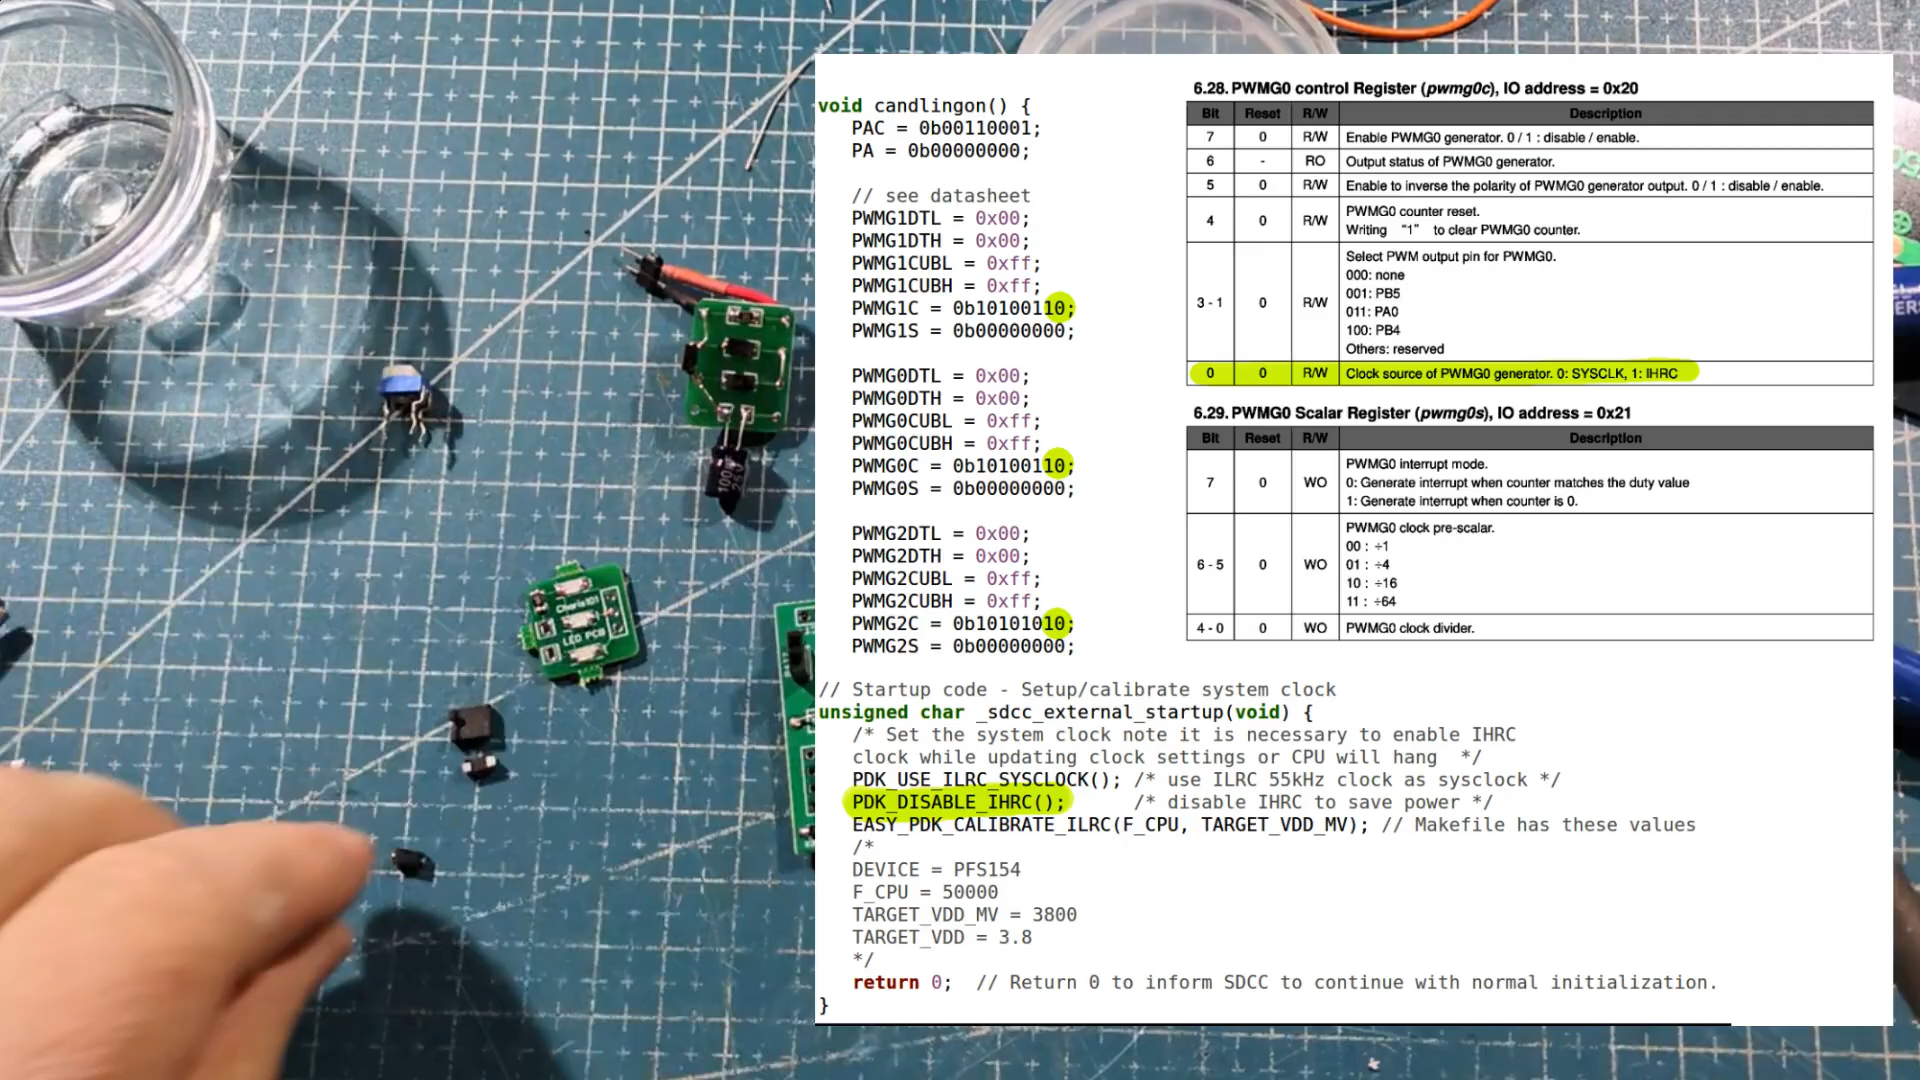 void candlingon() {
PAC = 0b00110001;
PA = 0b00000000;
// see datasheet
PWMG1DTL = 0x00;
PWMG1DTH = 0x00;
PWMG1CUBL = 0xff;
PWMG1CUBH = 0xff;
PWMG1C = 0b10100110;
PWMG1S = 0b00000000;
PWMG0DTL = 0x00;
PWMG0DTH = 0x00;
PWMG0CUBL = 0xff;
PWMG0CUBH = 0xff;
PWMG0C = 0b10100110;
PWMG0S = 0b00000000;
PWMG2DTL = 0x00;
PWMG2DTH = 0x00;
PWMG2CUBL = 0xff;
PWMG2CUBH = 0xff;
PWMG2C = 0b10101010;
PWMG2S = 0b00000000;
6.28. PWMG0 control Register (pwmg0c), IO address = 0x20
Bit Reset R/W Description
7 0 R/W Enable PWMG0 generator. 0 / 1 : disable / enable.
6 - RO Output status of PWMG0 generator.
5 0 R/W Enable to inverse the polarity of PWMG0 generator output. 0 / 1 : disable / enable.
4 0 R/W PWMG0 counter reset.
Writing “1” to clear PWMG0 counter.
3 - 1 0 R/W Select PWM output pin for PWMG0.
000: none
001: PB5
011: PA0
100: PB4
Others: reserved
0 0 R/W Clock source of PWMG0 generator. 0: SYSCLK, 1: IHRC
6.29. PWMG0 Scalar Register (pwmg0s), IO address = 0x21
Bit Reset R/W Description
7 0 WO PWMG0 interrupt mode.
0: Generate interrupt when counter matches the duty value
1: Generate interrupt when counter is 0.
6 - 5 0 WO PWMG0 clock pre-scalar.
00 : ÷1
01 : ÷4
10 : ÷16
11 : ÷64
4 - 0 0 WO PWMG0 clock divider.
// Startup code - Setup/calibrate system clock
unsigned char _sdcc_external_startup(void) {
/* Set the system clock note it is necessary to enable IHRC
clock while updating clock settings or CPU will hang */
PDK_USE_ILRC_SYSCLOCK(); /* use ILRC 55kHz clock as sysclock */
PDK_DISABLE_IHRC(); /* disable IHRC to save power */
EASY_PDK_CALIBRATE_ILRC(F_CPU, TARGET_VDD_MV); // Makefile has these values
/*
DEVICE = PFS154
F_CPU = 50000
TARGET_VDD_MV = 3800
TARGET_VDD = 3.8
*/
return 0; // Return 0 to inform SDCC to continue with normal initialization.
}
100
25V
LED PCB